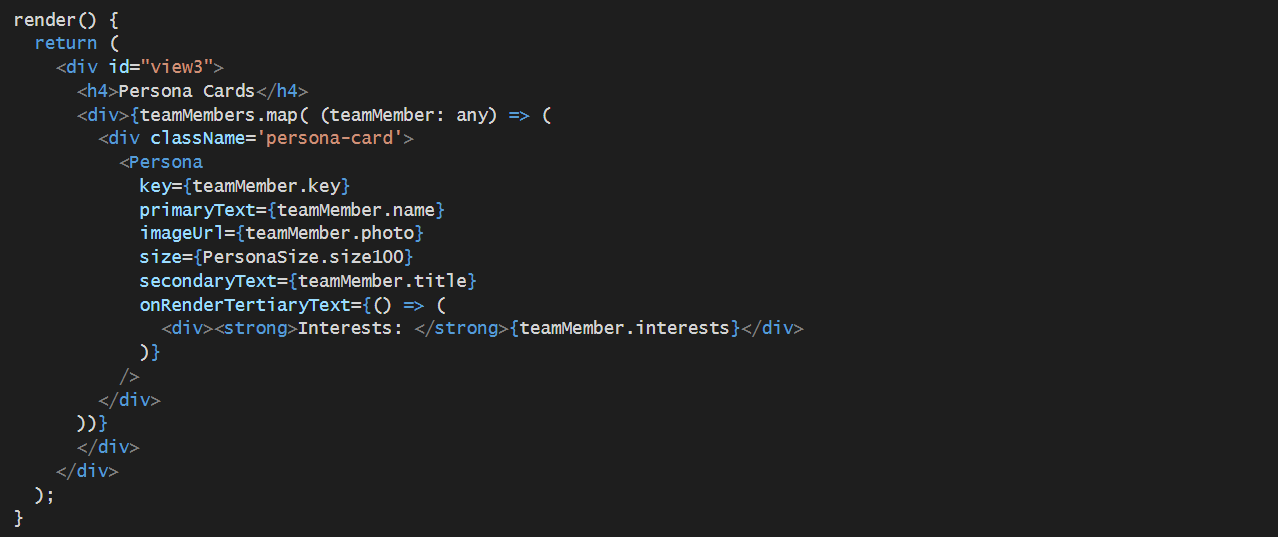 render() {
  return (
    <div id="view3">
      <h4>Persona Cards</h4>
      <div>{teamMembers.map( (teamMember: any) => (
        <div className='persona-card'>
          <Persona
            key={teamMember.key}
            primaryText={teamMember.name}
            imageUrl={teamMember.photo}
            size={PersonaSize.size100}
            secondaryText={teamMember.title}
            onRenderTertiaryText={() => (
              <div><strong>Interests: </strong>{teamMember.interests}</div>
            )}
          />
        </div>
      ))}
      </div>
    </div>
  );
}